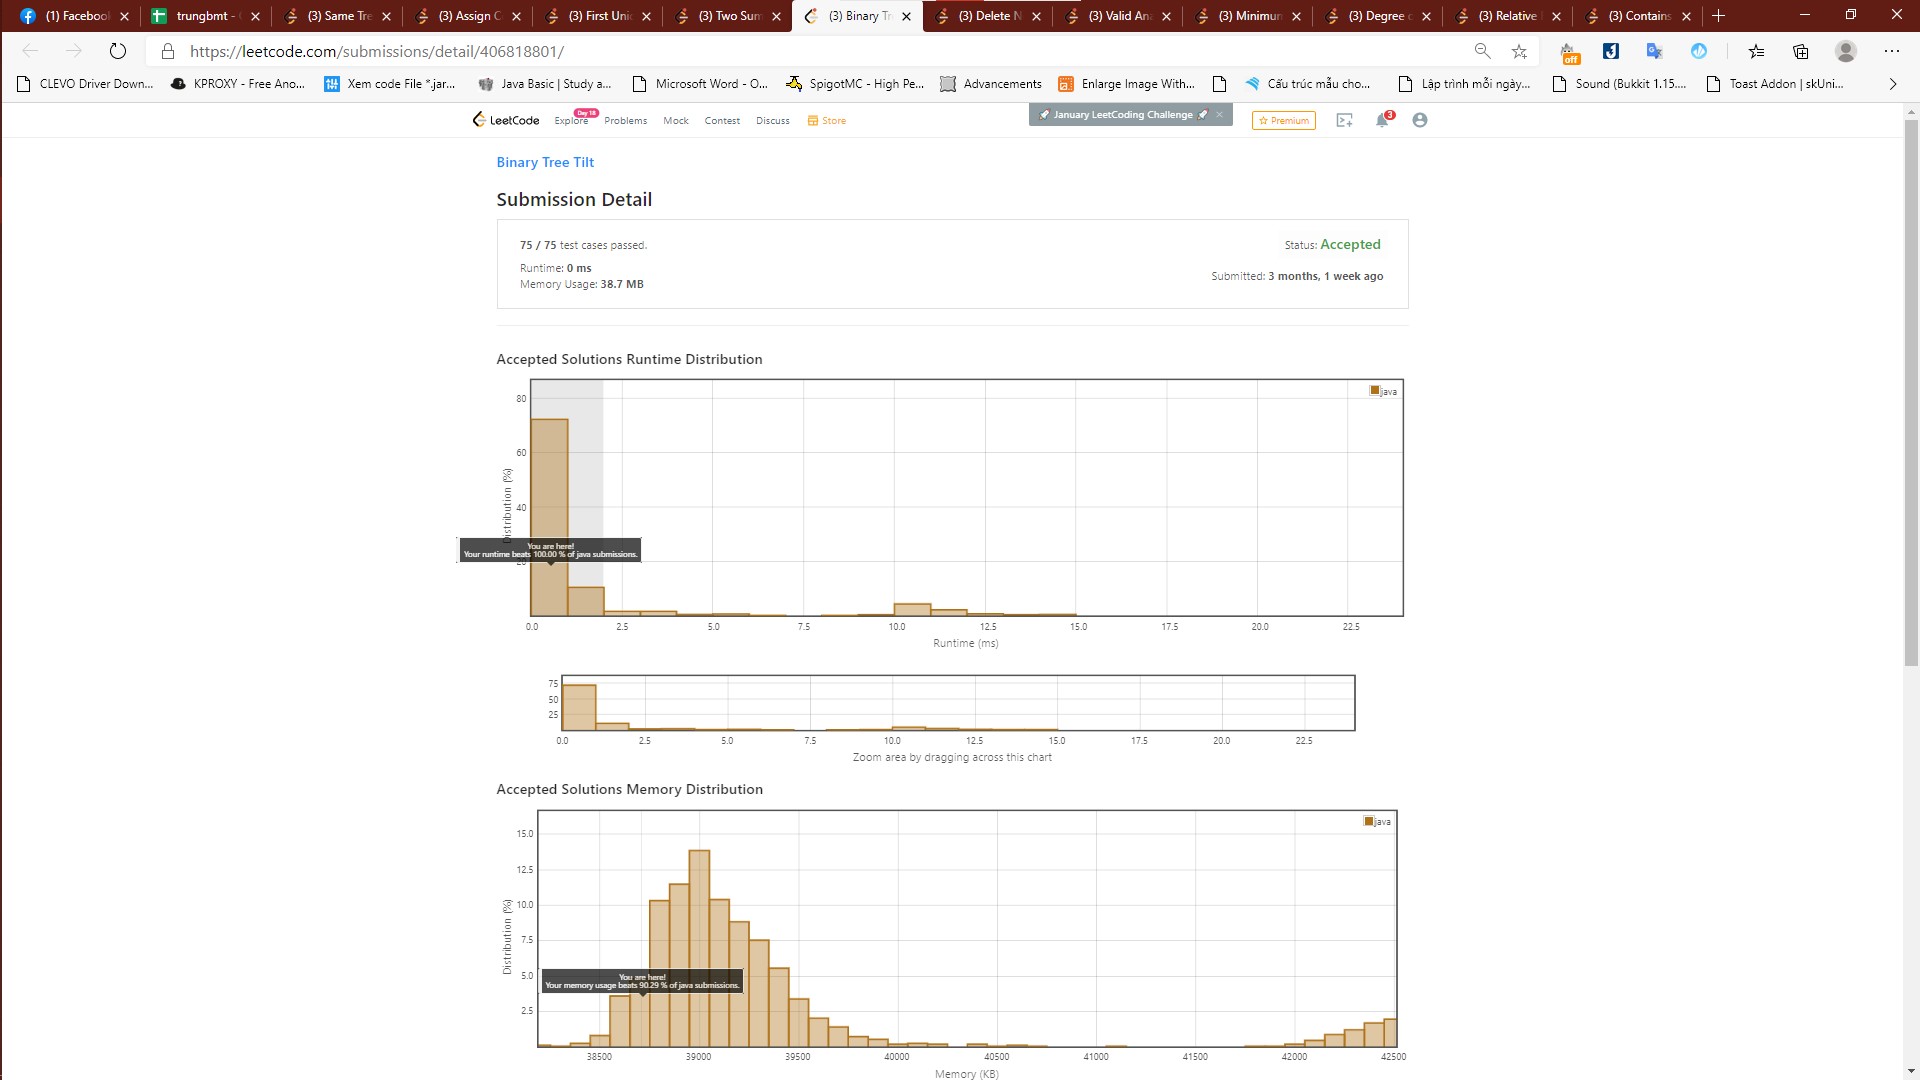 (1) Facebook
trungbmt -
(3) Same Tre
(3) Assign C
(3) First Uni
(3) Two Sum
(3) Binary Tr
(3) Delete N
(3) Valid An
(3) Minimun
(3) Degree
(3) Relative
(3) Contains
https://leetcode.com/submissions/detail/406818801/
off
CLEVO Driver Down...
KPROXY - Free Ano...
Xem code File *.jar...
Java Basic | Study a...
Microsoft Word - O...
SpigotMC - High Pe...
Advancements
Enlarge Image With...
Cấu trúc mẫu cho...
Lập trình mỗi ngày...
Sound (Bukkit 1.15....
Toast Addon | skUni...
LeetCode
Explore
Day 18
Problems
Mock
Contest
Discuss
Store
January LeetCoding Challenge
Premium
3
Binary Tree Tilt
Submission Detail
75 / 75 test cases passed.
Status: Accepted
Runtime: 0 ms
Submitted: 3 months, 1 week ago
Memory Usage: 38.7 MB
Accepted Solutions Runtime Distribution
java
80
60
40
20
Distribution (%)
You are here!
Your runtime beats 100.00 % of java submissions.
0.0 2.5 5.0 7.5 10.0 12.5 15.0 17.5 20.0 22.5
Runtime (ms)
75
50
25
0.0 2.5 5.0 7.5 10.0 12.5 15.0 17.5 20.0 22.5
Zoom area by dragging across this chart
Accepted Solutions Memory Distribution
java
15.0
12.5
10.0
7.5
5.0
2.5
Distribution (%)
You are here!
Your memory usage beats 90.29 % of java submissions.
38500 39000 39500 40000 40500 41000 41500 42000 42500
Memory (KB)